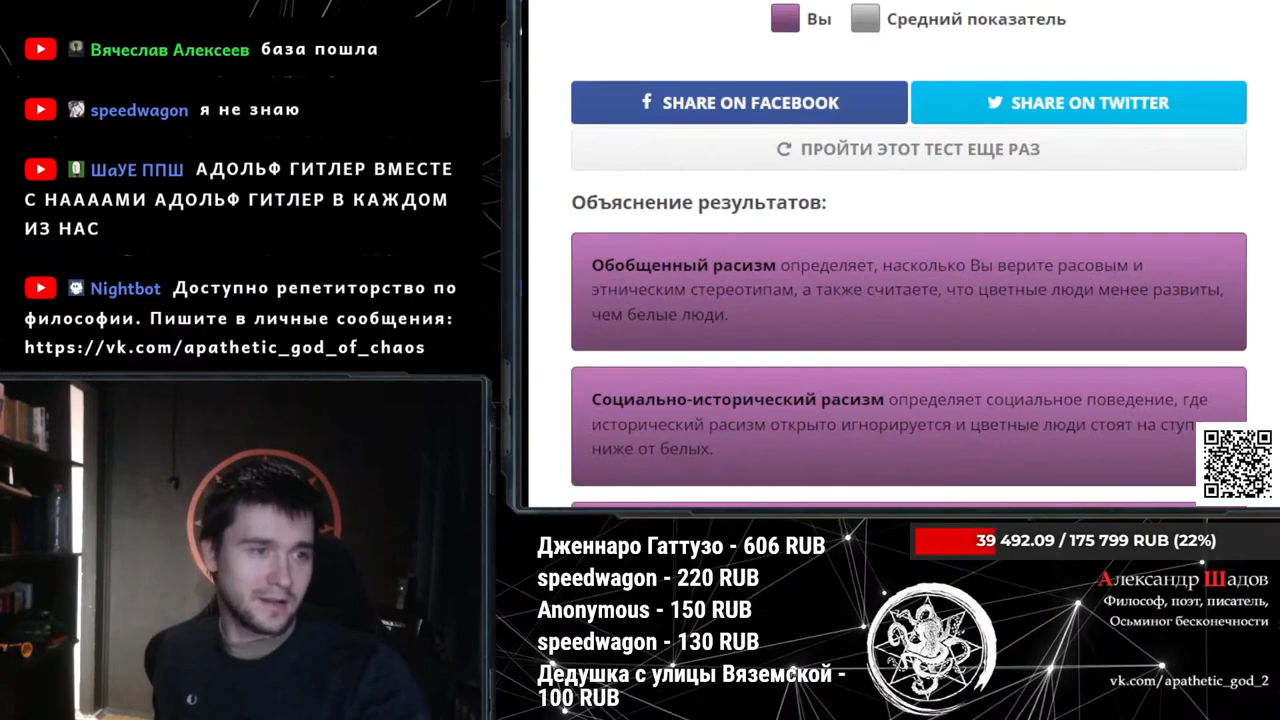 Вячеслав Алексеев база пошла
speedwagon я не знаю
ШаУЕ ППШ АДОЛЬФ ГИТЛЕР ВМЕСТЕ
С НААААМИ АДОЛЬФ ГИТЛЕР В КАЖДОМ
ИЗ НАС
Nightbot Доступно репетиторство по
философии. Пишите в личные сообщения:
https://vk.com/apathetic_god_of_chaos
Вы Средний показатель
SHARE ON FACEBOOK
SHARE ON TWITTER
ПРОЙТИ ЭТОТ ТЕСТ ЕЩЕ РАЗ
Объяснение результатов:
Обобщенный расизм определяет, насколько Вы верите расовым и
этническим стереотипам, а также считаете, что цветные люди менее развиты,
чем белые люди.
Социально-исторический расизм определяет социальное поведение, где
исторический расизм открыто игнорируется и цветные люди стоят на ступ
ниже от белых.
Дженнаро Гаттузо - 606 RUB
speedwagon - 220 RUB
Anonymous - 150 RUB
speedwagon - 130 RUB
Дедушка с улицы Вяземской -
100 RUB
39 492.09 / 175 799 RUB (22%)
Александр Шадов
Философ, поэт, писатель,
Осьминог бесконечности
vk.com/apathetic_god_2